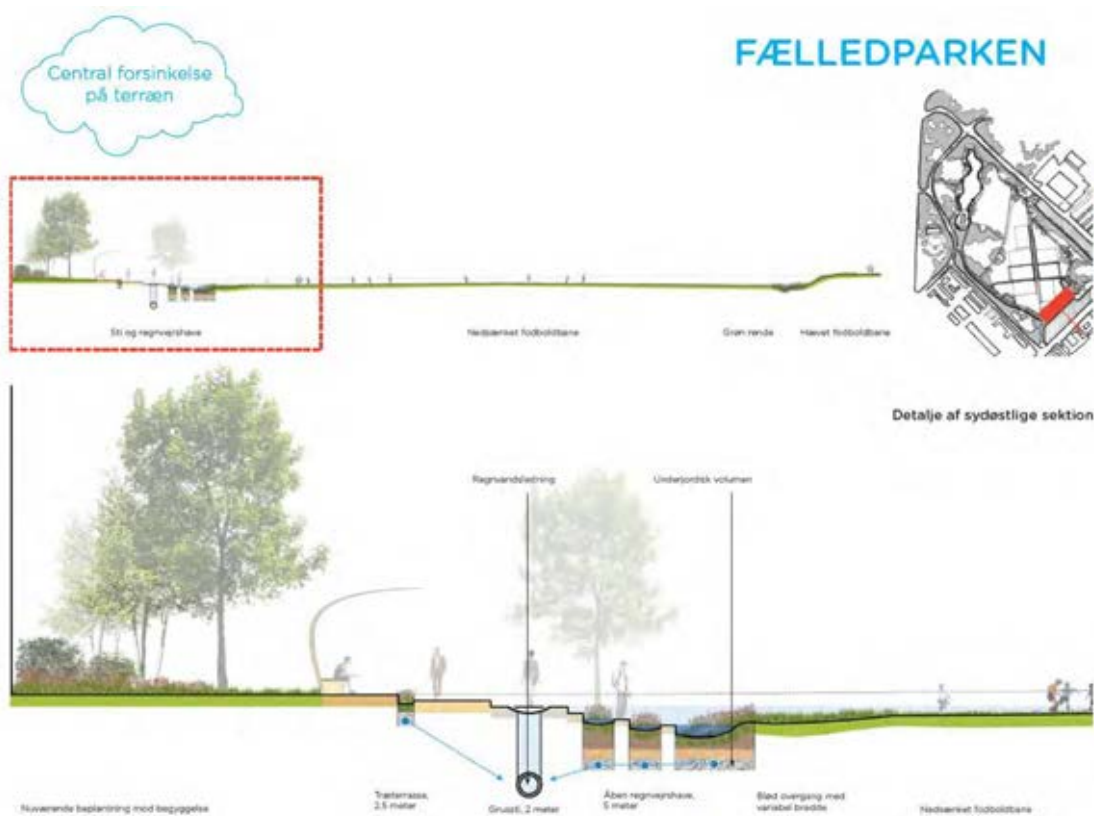 Central forsinkelse
på terræn
FÆLLEDPARKEN
Sti og regnvejrshave
Nedsænket fodboldbane
Grøn rende
Hævet fodboldbane
Detalje af sydøstlige sektion
Regnvandsledning
Underjordisk volumen
Nuværende beplantning mod begyggelse
Træterrasse,
2,5 meter
Grussti, 2 meter
Åben regnvejrshave,
5 meter
Blød overgang med
variabel bredde
Nedsænket fodboldbane